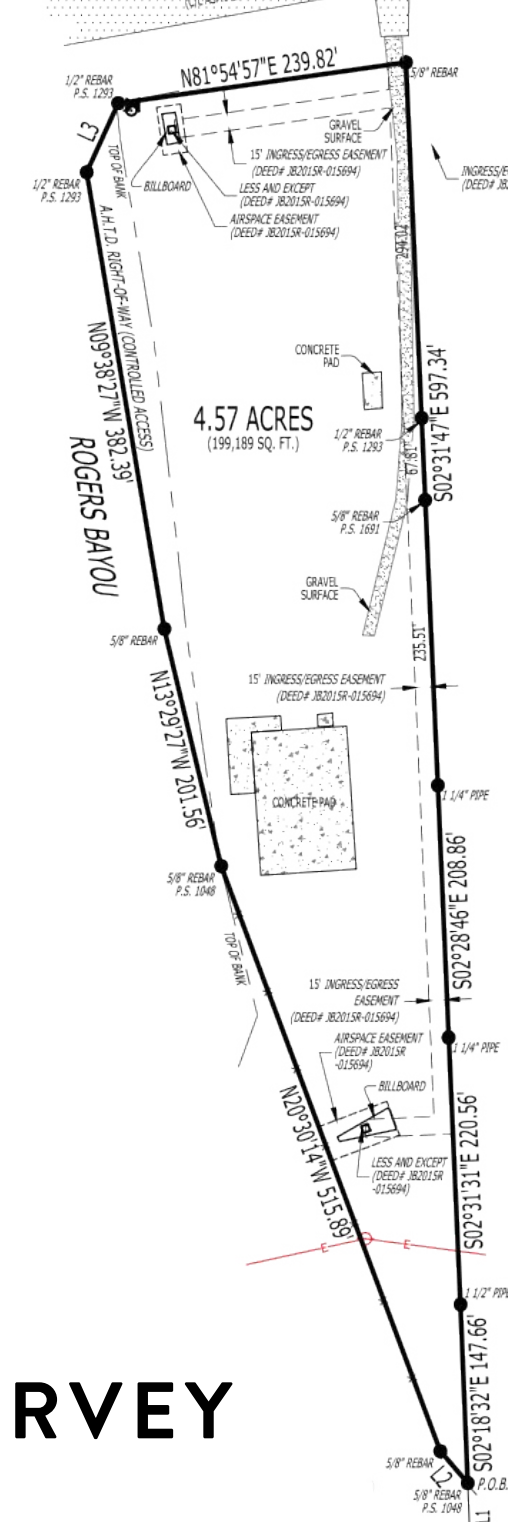 N81°54'57"E 239.82'
5/8" REBAR
1/2" REBAR
P.S. 1293
L3
GRAVEL
SURFACE
TOP OF BANK
1/2" REBAR
P.S. 1293
BILLBOARD
15' INGRESS/EGRESS EASEMENT
(DEED# JB2015R-015694)
LESS AND EXCEPT
(DEED# JB2015R-015694)
AIRSPACE EASEMENT
(DEED# JB2015R-015694)
A.H.T.D. RIGHT-OF-WAY (CONTROLLED ACCESS)
N09°38'27"W 382.39'
ROGERS BAYOU
CONCRETE
PAD
4.57 ACRES
(199,189 SQ. FT.)
1/2" REBAR
P.S. 1293
67.81'
S02°31'47"E 597.34'
5/8" REBAR
P.S. 1691
GRAVEL
SURFACE
5/8" REBAR
235.51'
15' INGRESS/EGRESS EASEMENT
(DEED# JB2015R-015694)
N13°29'27"W 201.56'
CONCRETE PAD
1 1/4" PIPE
5/8" REBAR
P.S. 1048
S02°28'46"E 208.86'
TOP OF BANK
15' INGRESS/EGRESS
EASEMENT
(DEED# JB2015R-015694)
AIRSPACE EASEMENT
(DEED# JB2015R
-015694)
1 1/4" PIPE
BILLBOARD
N20°30'14"W 515.89'
LESS AND EXCEPT
(DEED# JB2015R
-015694)
S02°31'31"E 220.56'
E
E
1 1/2" PIPE
S02°18'32"E 147.66'
RVEY
5/8" REBAR
L2
P.O.B.
5/8" REBAR
P.S. 1048
L1